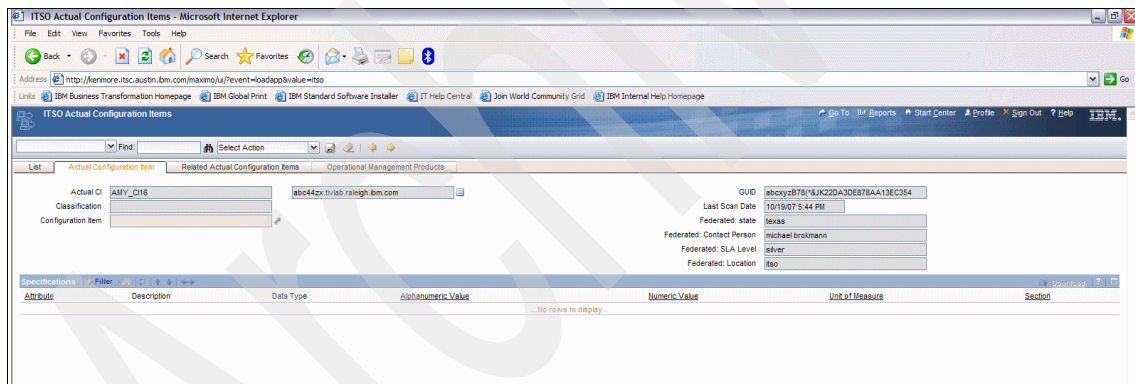 ITSO Actual Configuration Items - Microsoft Internet Explorer
File Edit View Favorites Tools Help
Back Search Favorites
Address http://kenmore.itsc.austin.ibm.com/maximo/ui/?event=loadapp&value=itso Go
Links IBM Business Transformation Homepage IBM Global Print IBM Standard Software Installer IT Help Central Join World Community Grid IBM Internal Help Homepage
ITSO Actual Configuration Items Go To Reports Start Center Profile Sign Out ? Help IBM.
Find: Select Action
List Actual Configuration Item Related Actual Configuration Items Operational Management Products
Actual CI AMY_CI16 abc44zx.tivlab.raleigh.ibm.com GUID abcxyzB78(*&JK22DA3DE878AA13EC354
Classification Last Scan Date 10/19/07 5:44 PM
Configuration Item Federated: state texas
Federated: Contact Person michael brokmann
Federated: SLA Level silver
Federated: Location itso
Specifications Filter Download ?
Attribute Description Data Type Alphanumeric Value Numeric Value Unit of Measure Section
...No rows to display...